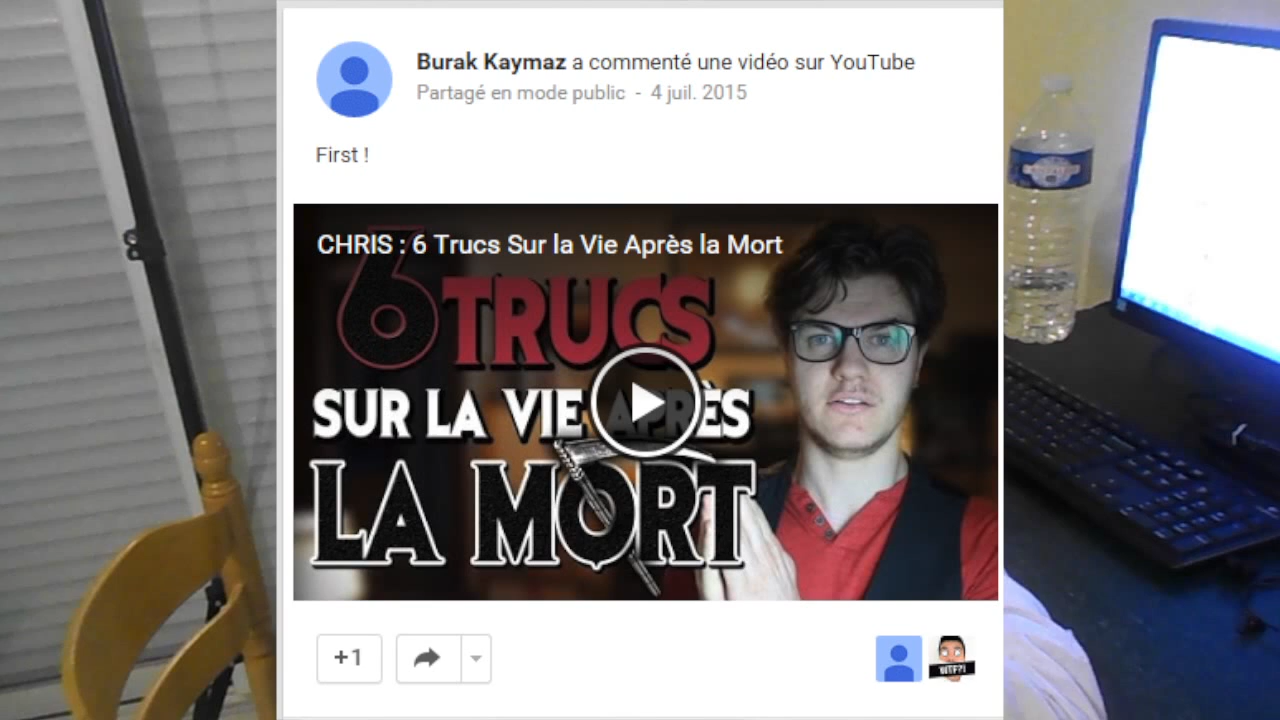 Burak Kaymaz a commenté une vidéo sur YouTube
Partagé en mode public - 4 juil. 2015
First !
CHRIS : 6 Trucs Sur la Vie Après la Mort
6 TRUCS
SUR LA VIE APRÈS
LA MORT
+1
WTF?!